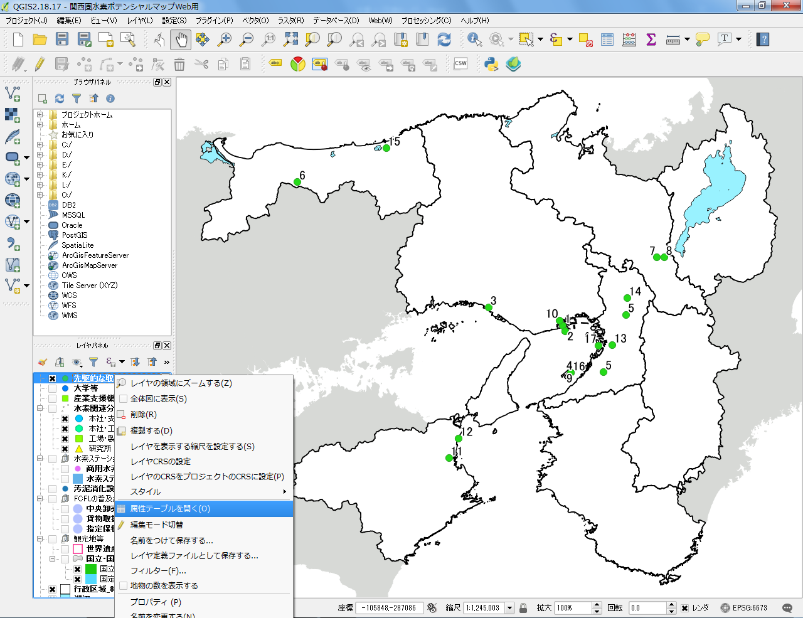 QGIS2.18.17 - 関西圏水素ポテンシャルマップWeb用
プロジェクト(J) 編集(E) ビュー(V) レイヤ(L) 設定(S) プラグイン(P) ベクタ(O) ラスタ(R) データベース(D) Web(W) プロセッシング(C) ヘルプ(H)
CSW
ブラウザパネル
プロジェクトホーム
ホーム
お気に入り
C:/
D:/
E:/
K:/
L:/
O:/
DB2
MSSQL
Oracle
PostGIS
SpatiaLite
ArcGisFeatureServer
ArcGisMapServer
OWS
Tile Server (XYZ)
WCS
WFS
WMS
レイヤパネル
先駆的な取
大学等
産業支援機
水素関連分
本社・支
本社・工
工場・製
研究所
水素ステーショ
商用水素
水素ステ
汚泥消化調
FCFLの普及
中央卸売
貨物取扱
指定保
観光地等
世界遺産
国立・国
国立
国定
行政区域_
レイヤの領域にズームする(Z)
全体図に表示(S)
削除(R)
複製する(D)
レイヤを表示する縮尺を設定する(S)
レイヤCRSの設定
レイヤのCRSをプロジェクトのCRSに設定(P)
スタイル
属性テーブルを開く(O)
編集モード切替
名前をつけて保存する...
レイヤ定義ファイルとして保存する...
フィルター(F)...
地物の数を表示する
プロパティ (P)
名前を変更する(N)
15
6
7 8
3
14
5
10 1
2
17 13
416
9
5
12
11
座標 -105848,-267086 縮尺 1:1,245,003 拡大 100% 回転 0.0 レンダ EPSG:6673